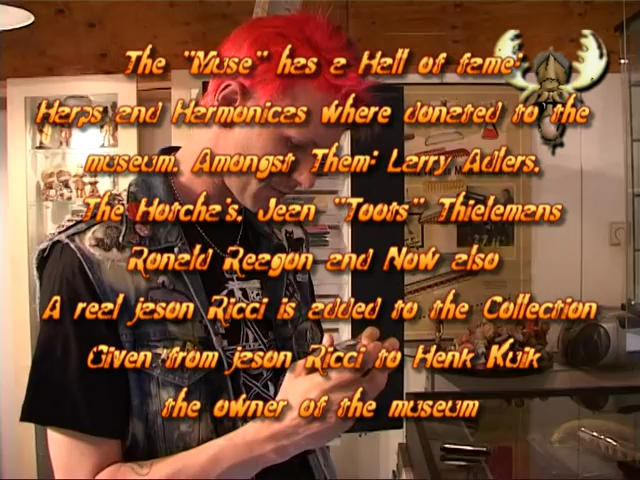 The "Muse" has a Hall of fame:
Harps and Harmonicas where donated to the
museum. Amongst Them: Larry Adlers.
The Hotcha's. Jean "Toots" Thielemans
Ronald Reagon and Now also
A real jason Ricci is added to the Collection
Given from jason Ricci to Henk Kuik
the owner of the museum